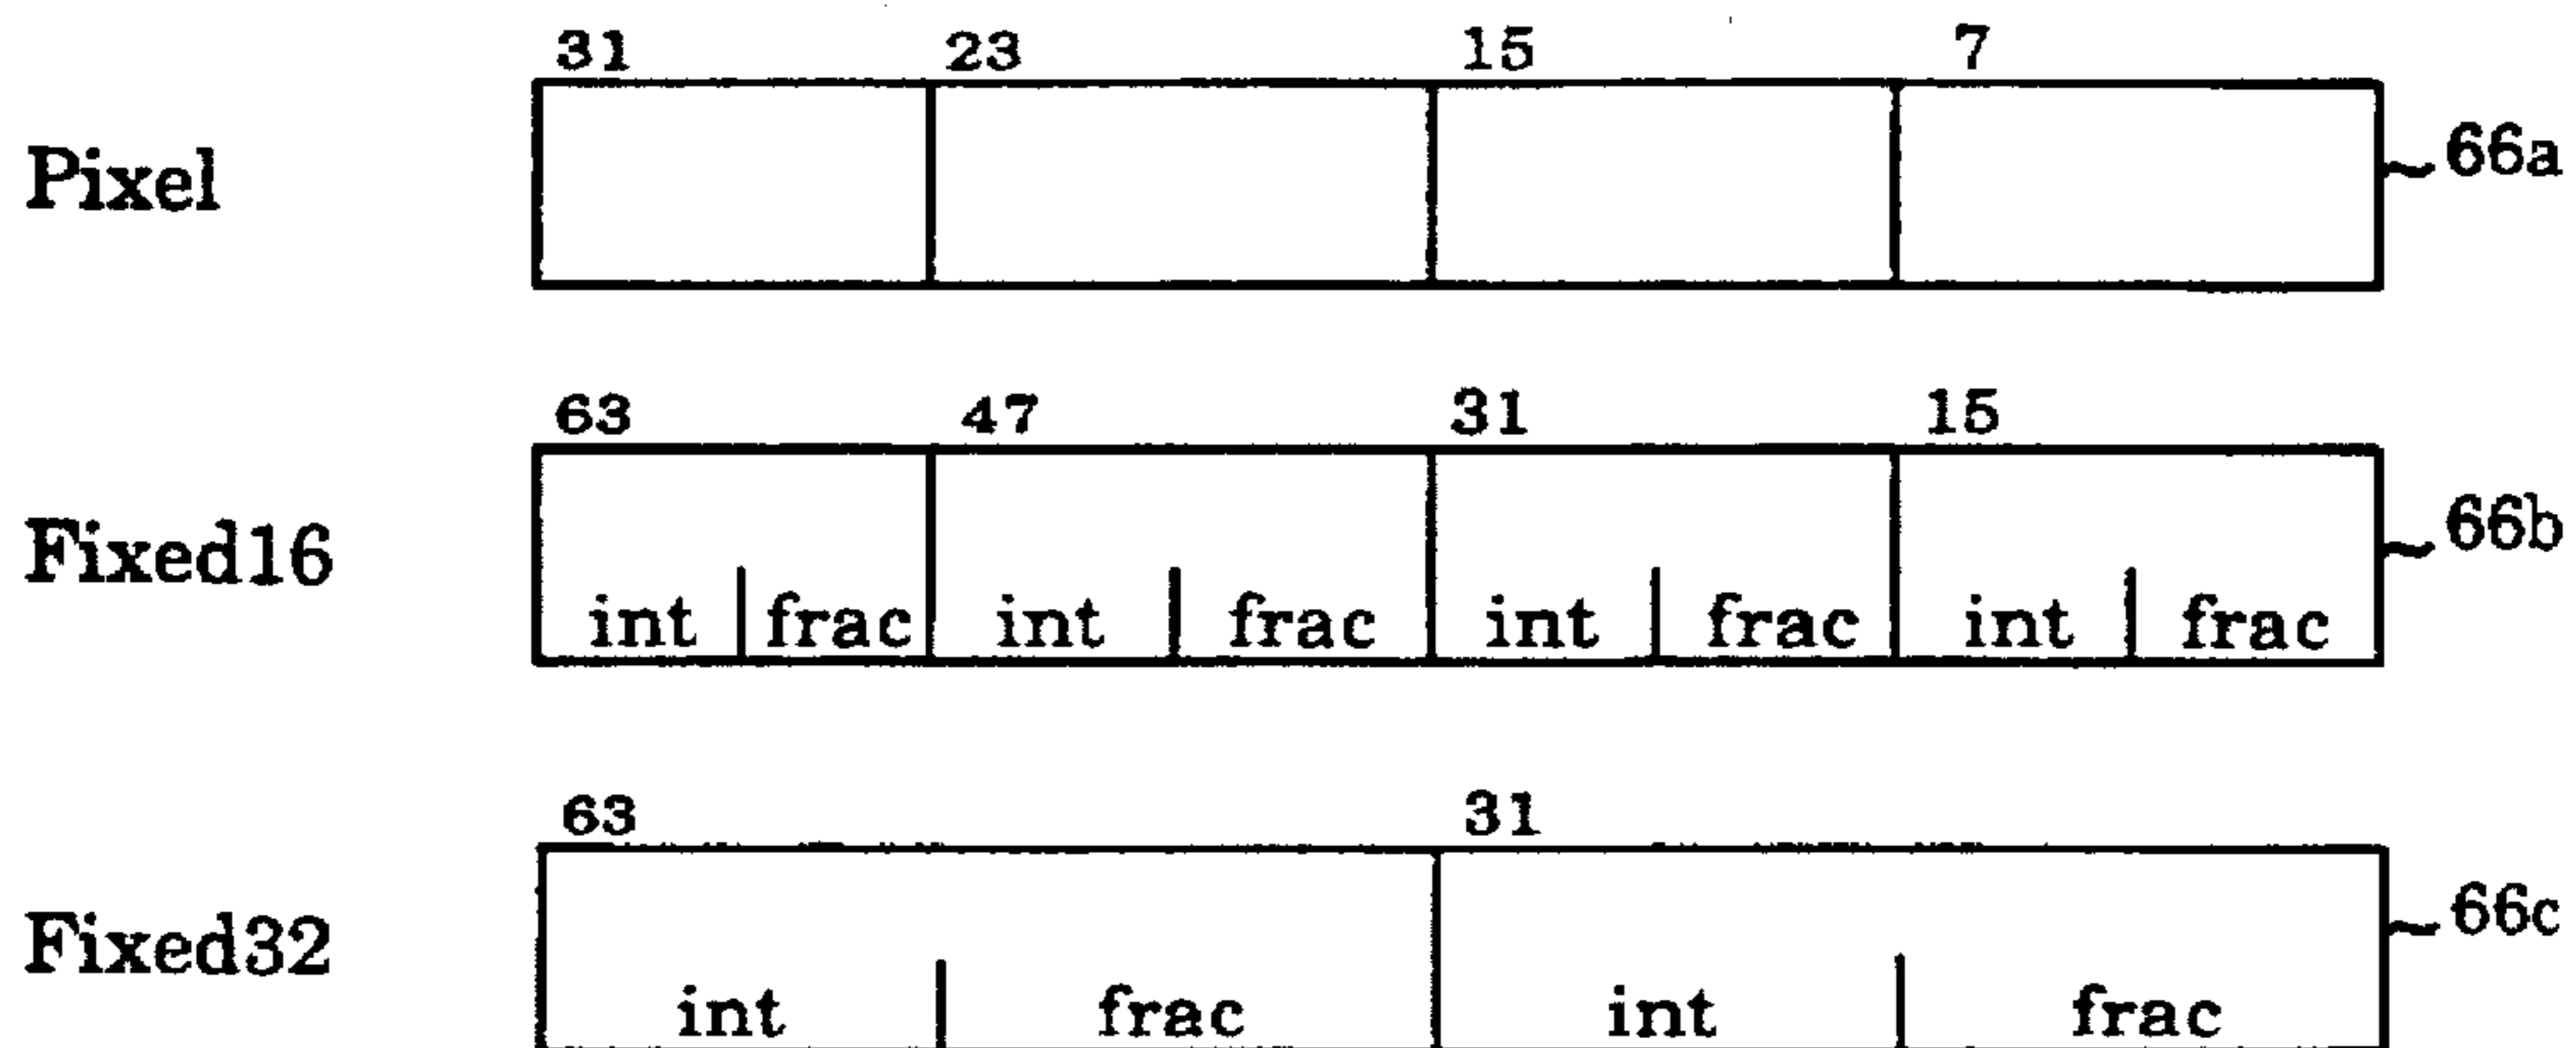 31 23 15 7
Pixel 66a
63 47 31 15
Fixed16 66b
int frac int frac int frac int frac
63 31
Fixed32 66c
int frac int frac